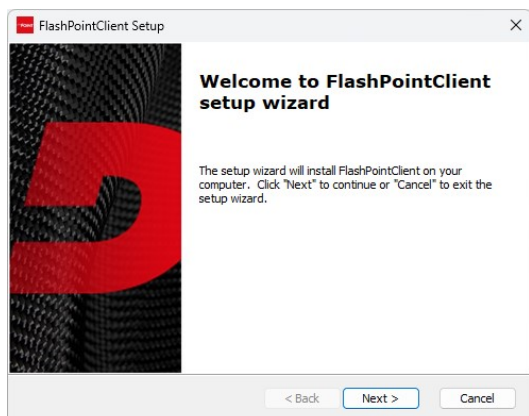 FlashPointClient Setup
Welcome to FlashPointClient
setup wizard
The setup wizard will install FlashPointClient on your
computer.  Click "Next" to continue or "Cancel" to exit the
setup wizard.
< Back Next > Cancel